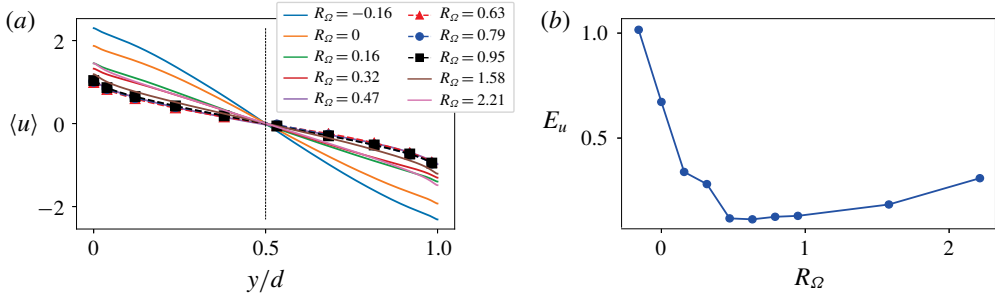 (a)
R_Ω = −0.16
R_Ω = 0
R_Ω = 0.16
R_Ω = 0.32
R_Ω = 0.47
R_Ω = 0.63
R_Ω = 0.79
R_Ω = 0.95
R_Ω = 1.58
R_Ω = 2.21
2
0
−2
⟨u⟩
0
0.5
1.0
y/d
(b)
1.0
0.5
E_u
0
1
2
R_Ω